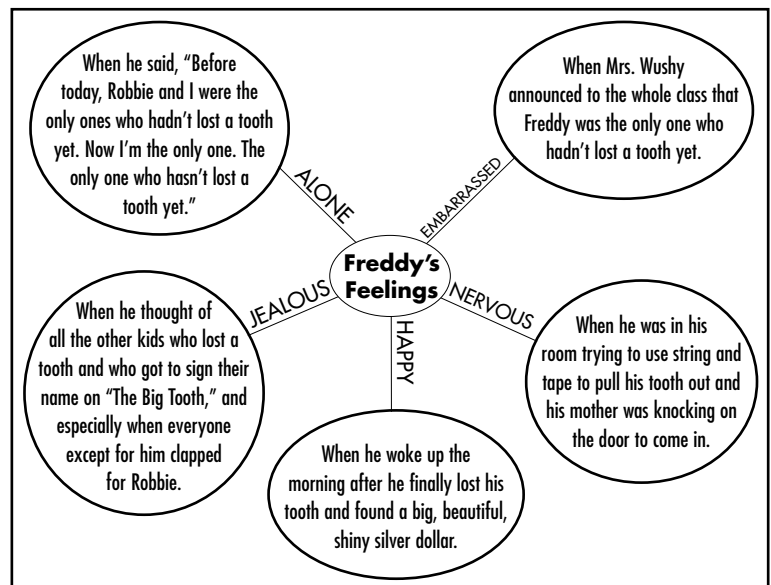 When he said, “Before
today, Robbie and I were the
only ones who hadn’t lost a tooth
yet. Now I’m the only one. The
only one who hasn’t lost a
tooth yet.”
ALONE
When Mrs. Wushy
announced to the whole class that
Freddy was the only one who
hadn’t lost a tooth yet.
EMBARRASSED
Freddy’s
Feelings
JEALOUS
When he thought of
all the other kids who lost a
tooth and who got to sign their
name on “The Big Tooth,” and
especially when everyone
except for him clapped
for Robbie.
HAPPY
When he woke up the
morning after he finally lost his
tooth and found a big, beautiful,
shiny silver dollar.
NERVOUS
When he was in his
room trying to use string and
tape to pull his tooth out and
his mother was knocking on
the door to come in.